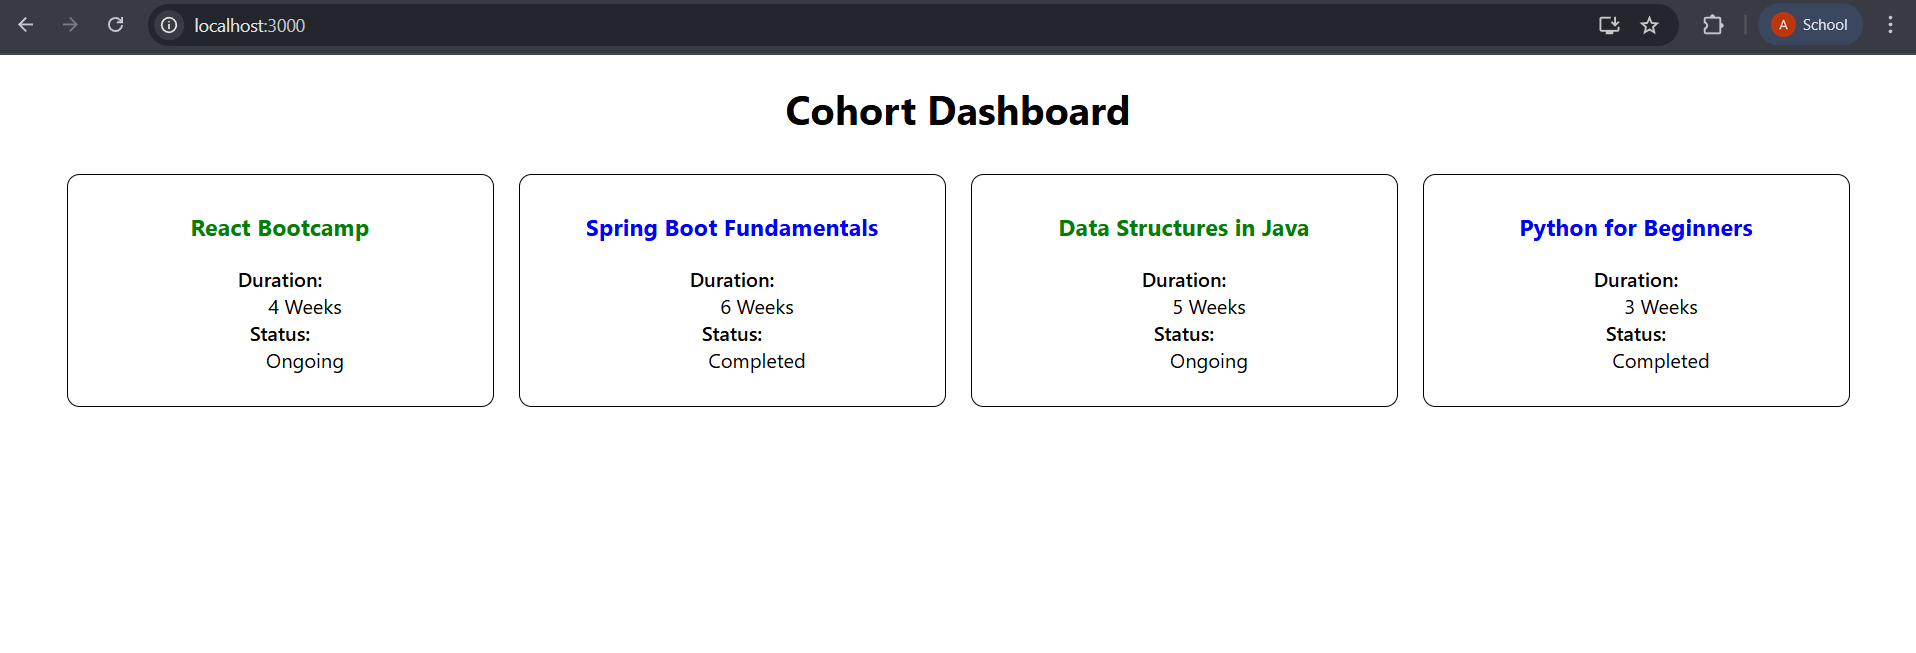 localhost:3000
A School
Cohort Dashboard
React Bootcamp
Duration:
4 Weeks
Status:
Ongoing
Spring Boot Fundamentals
Duration:
6 Weeks
Status:
Completed
Data Structures in Java
Duration:
5 Weeks
Status:
Ongoing
Python for Beginners
Duration:
3 Weeks
Status:
Completed